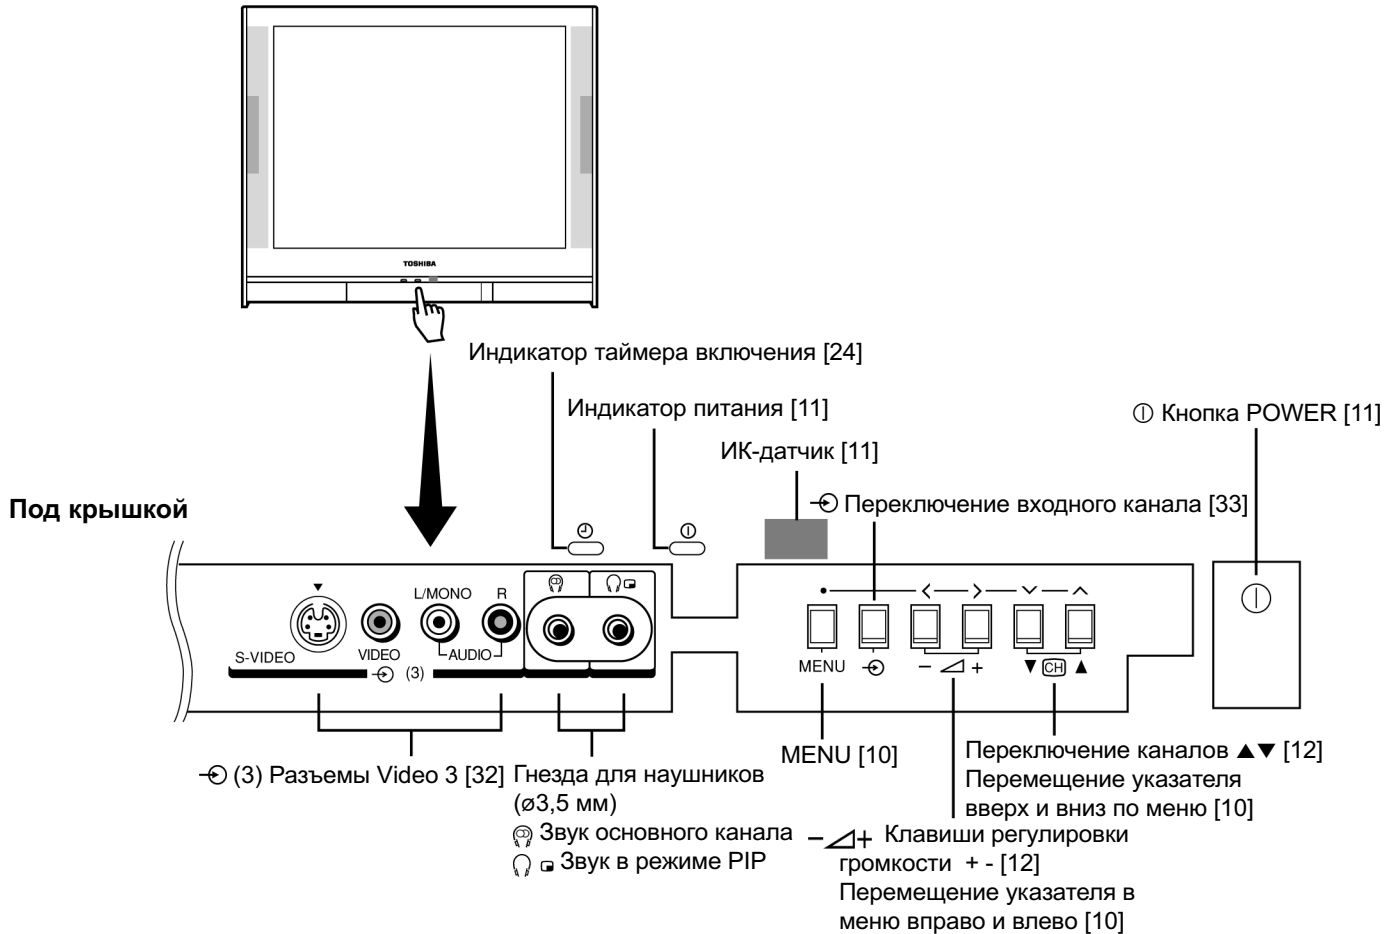 TOSHIBA
Индикатор таймера включения [24]
Индикатор питания [11]
Кнопка POWER [11]
ИК-датчик [11]
Переключение входного канала [33]
Под крышкой
L/MONO R
S-VIDEO VIDEO AUDIO
(3)
MENU
− +
▼ CH ▲
(3) Разъемы Video 3 [32]
Гнезда для наушников
(ø3,5 мм)
Звук основного канала
Звук в режиме PIP
MENU [10]
Переключение каналов ▲▼ [12]
Перемещение указателя
вверх и вниз по меню [10]
− + Клавиши регулировки
громкости + - [12]
Перемещение указателя в
меню вправо и влево [10]